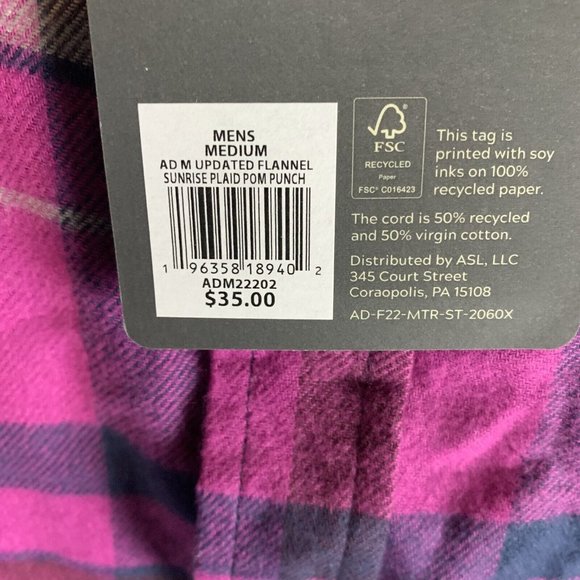 MENS
MEDIUM
AD M UPDATED FLANNEL
SUNRISE PLAID POM PUNCH
1 96358 18940 2
ADM22202
$35.00
FSC
RECYCLED
Paper
FSC® C016423
This tag is
printed with soy
inks on 100%
recycled paper.
The cord is 50% recycled
and 50% virgin cotton.
Distributed by ASL, LLC
345 Court Street
Coraopolis, PA 15108
AD-F22-MTR-ST-2060X